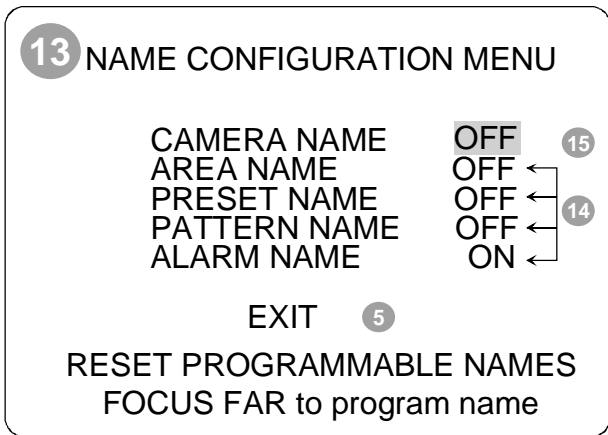 13 NAME CONFIGURATION MENU
CAMERA NAME OFF 15
AREA NAME OFF
PRESET NAME OFF
14
PATTERN NAME OFF
ALARM NAME ON
EXIT 5
RESET PROGRAMMABLE NAMES
FOCUS FAR to program name